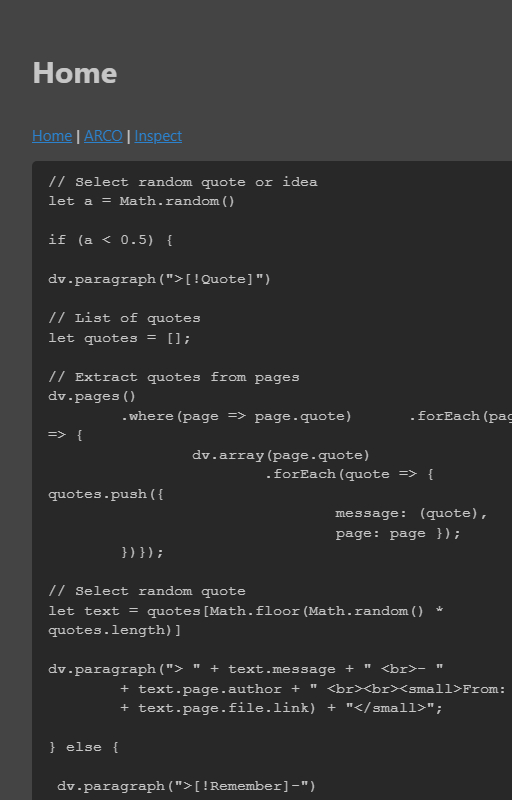 Home
Home | ARCO | Inspect
// Select random quote or idea
let a = Math.random()
if (a < 0.5) {
dv.paragraph(">[!Quote]")
// List of quotes
let quotes = [];
// Extract quotes from pages
dv.pages()
.where(page => page.quote) .forEach(pag
=> {
dv.array(page.quote)
.forEach(quote => {
quotes.push({
message: (quote),
page: page });
})});
// Select random quote
let text = quotes[Math.floor(Math.random() *
quotes.length)]
dv.paragraph("> " + text.message + " <br>- "
+ text.page.author + " <br><br><small>From:
+ text.page.file.link) + "</small>";
} else {
dv.paragraph(">[!Remember]-")